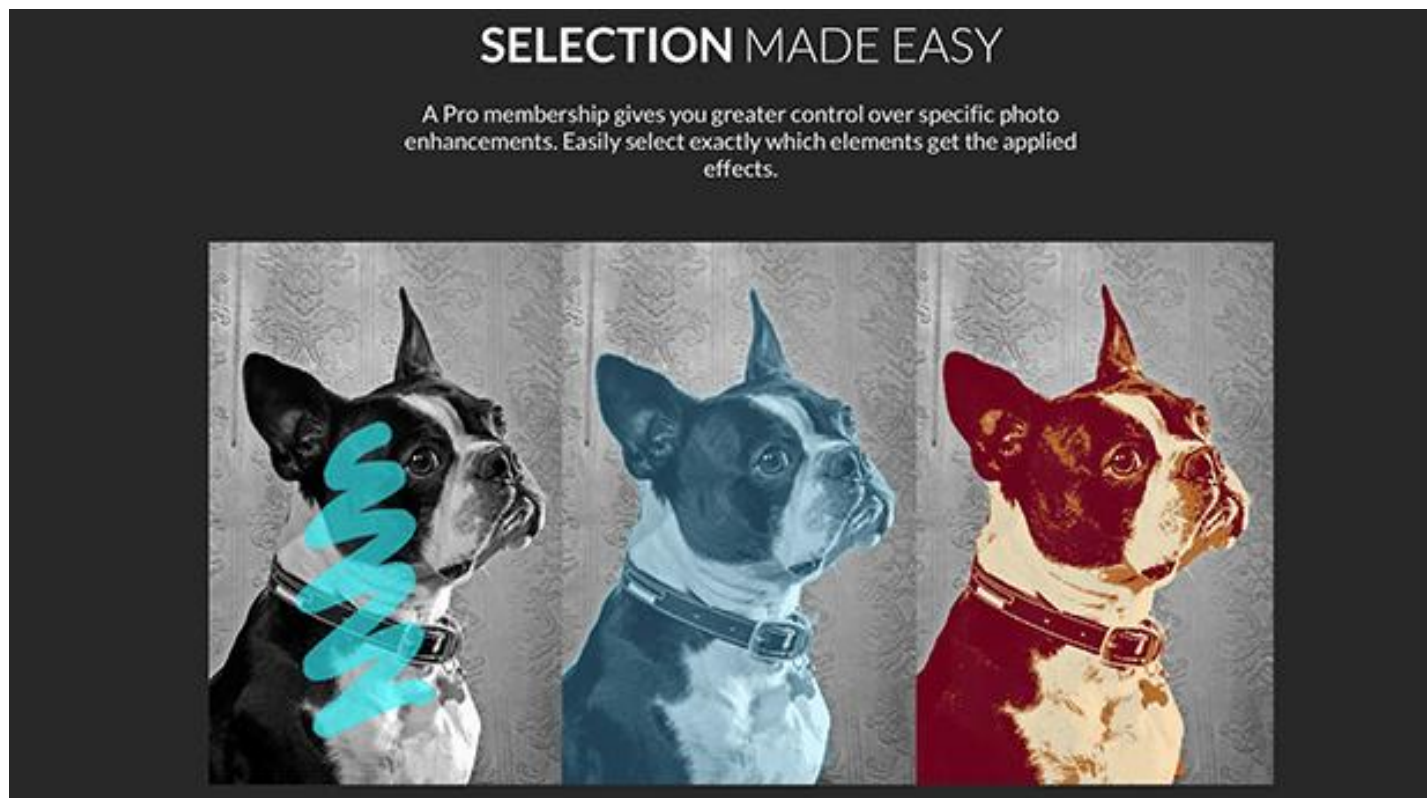 SELECTION MADE EASY
A Pro membership gives you greater control over specific photo
enhancements. Easily select exactly which elements get the applied
effects.